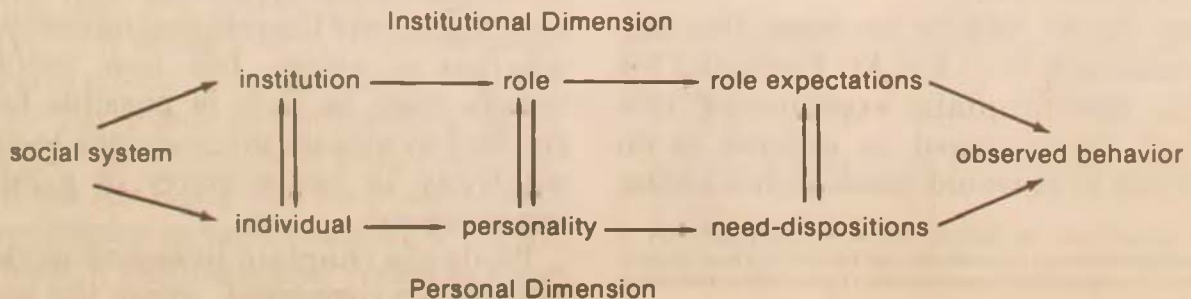 Institutional Dimension
institution role role expectations
social system observed behavior
individual personality need-dispositions
Personal Dimension